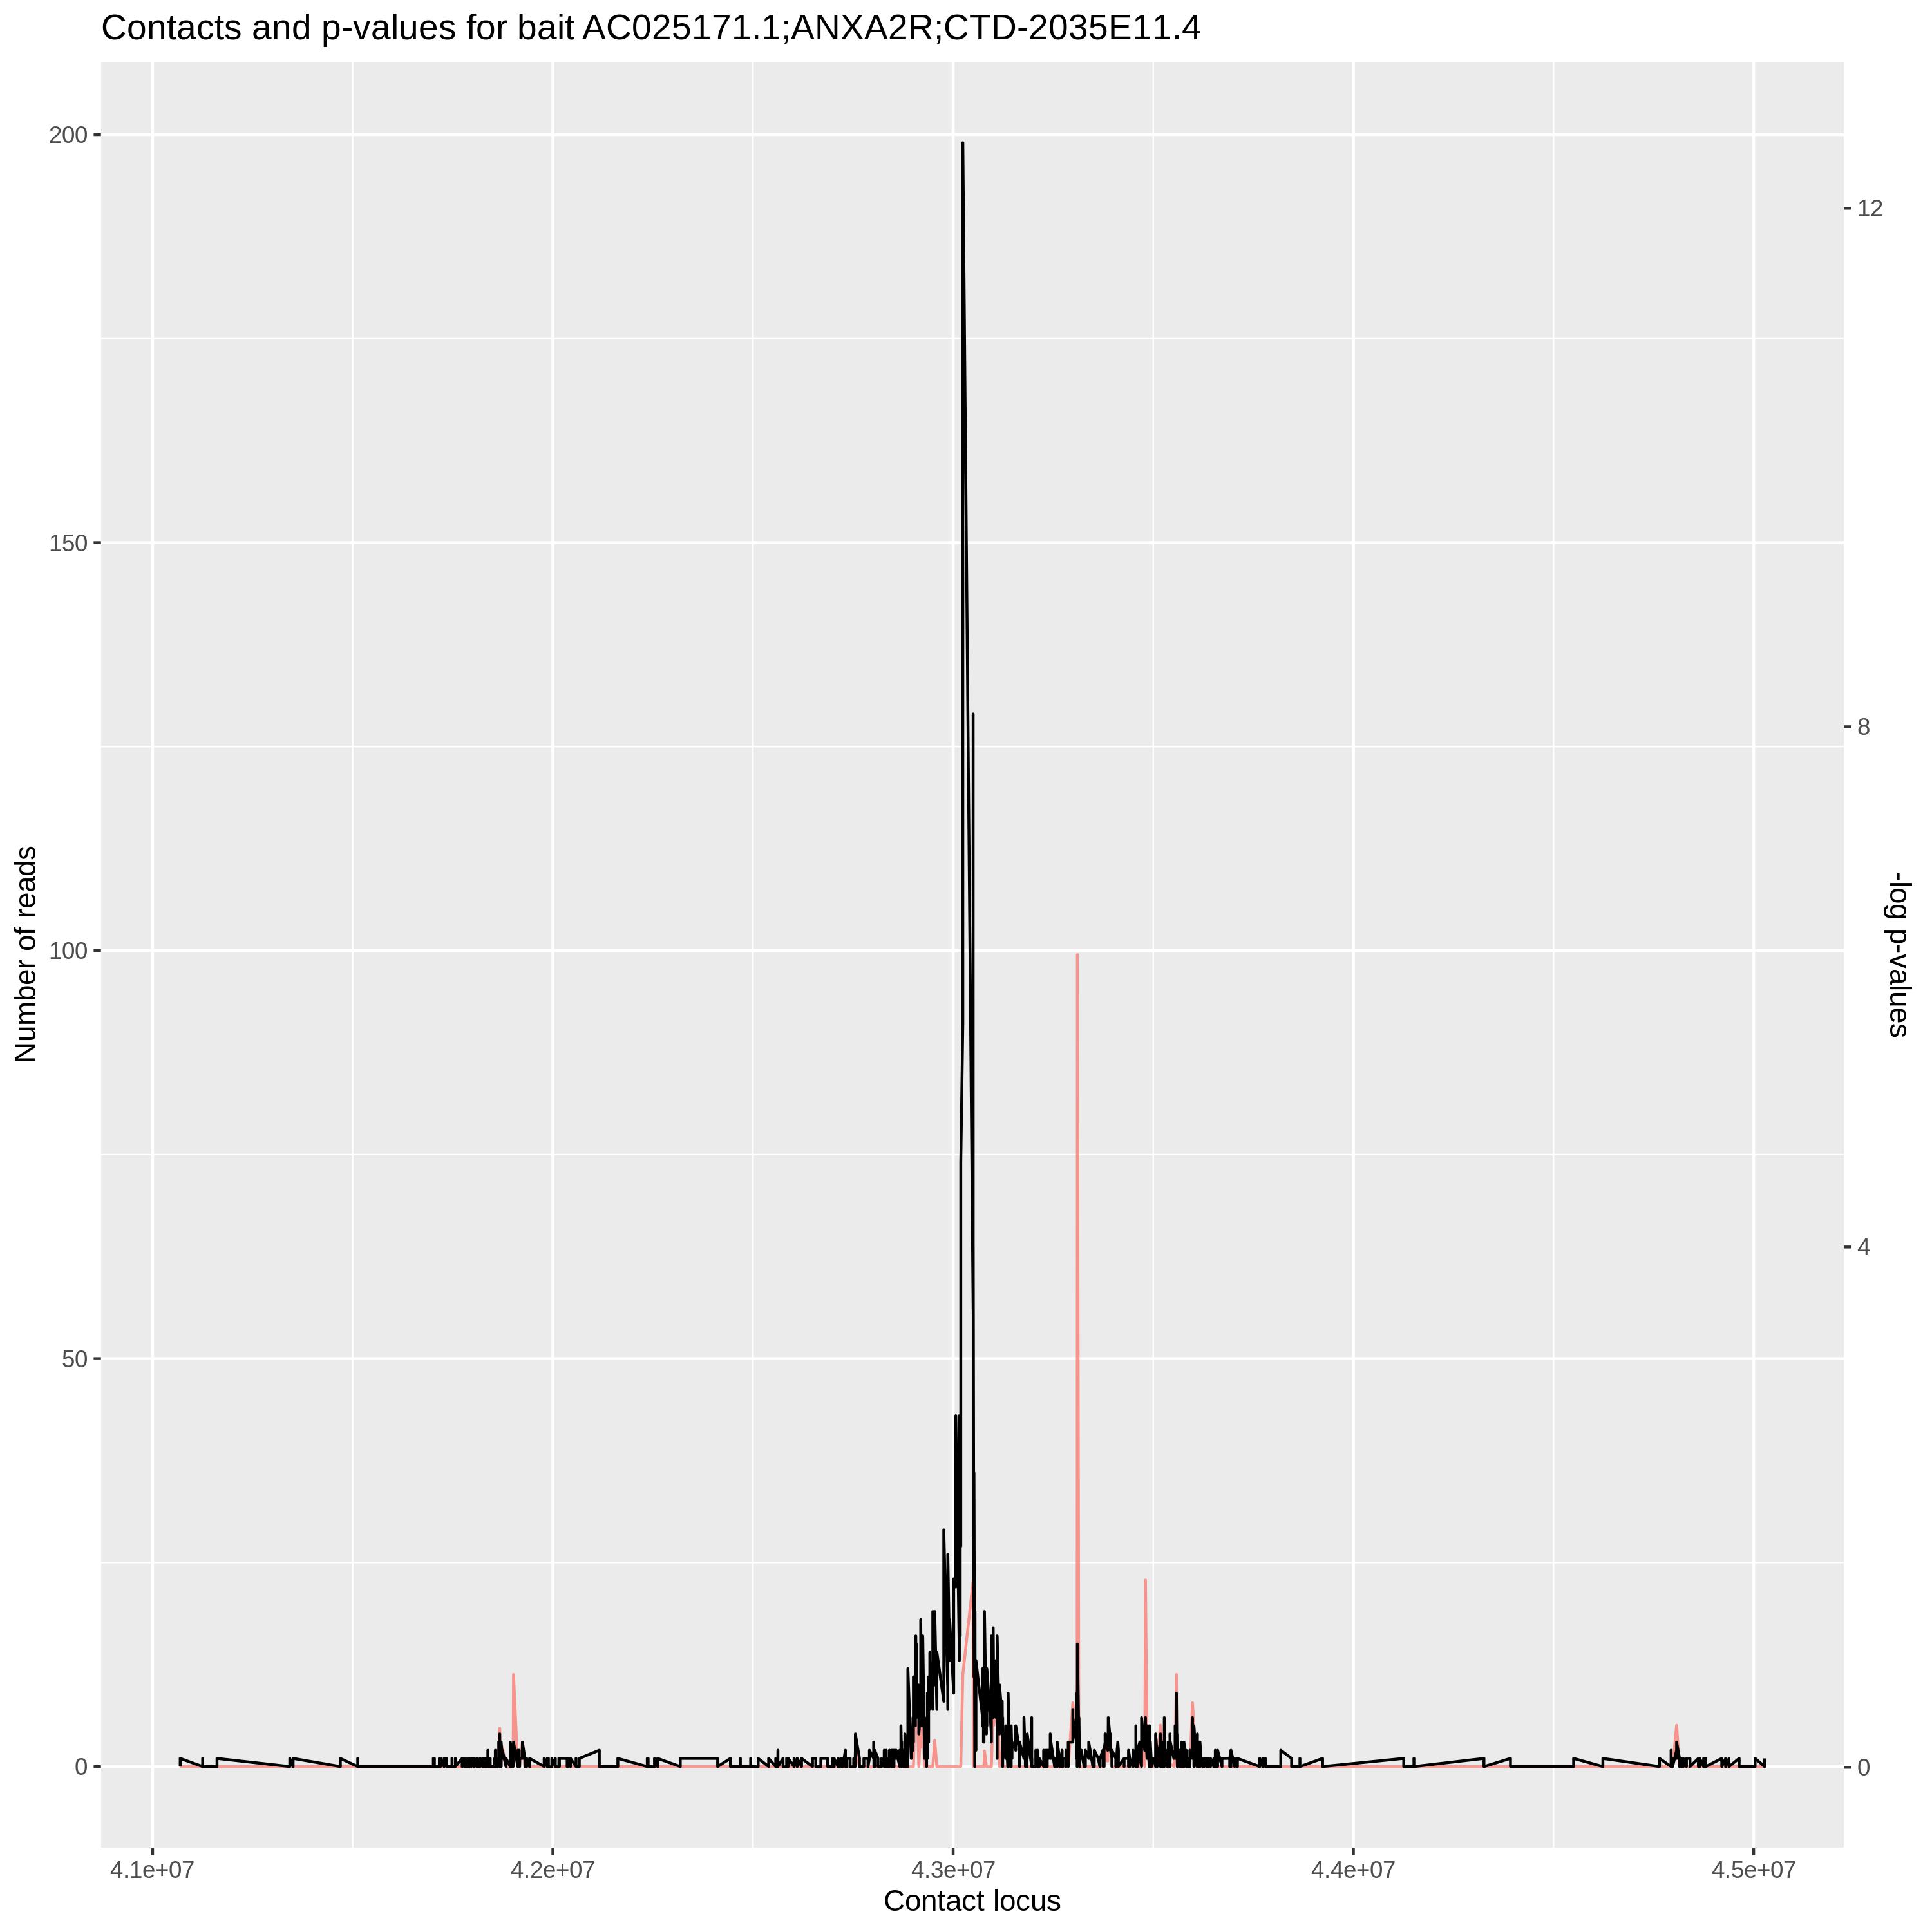 Contacts and p-values for bait AC025171.1;ANXA2R;CTD-2035E11.4
200
150
100
50
0
Number of reads
12
8
4
0
-log p-values
4.1e+07 4.2e+07 4.3e+07 4.4e+07 4.5e+07
Contact locus